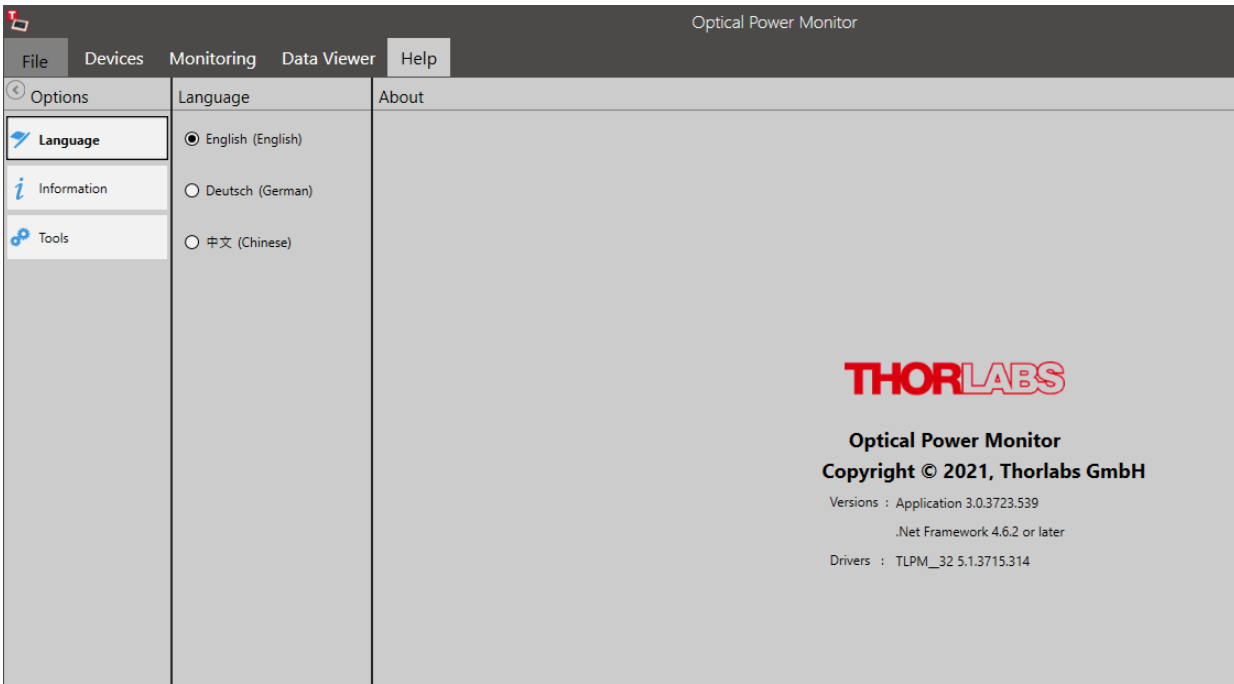 Optical Power Monitor
File Devices Monitoring Data Viewer Help
Options
Language
Information
Tools
Language
English (English)
Deutsch (German)
中文 (Chinese)
About
THORLABS
Optical Power Monitor
Copyright © 2021, Thorlabs GmbH
Versions : Application 3.0.3723.539
.Net Framework 4.6.2 or later
Drivers : TLPM_32 5.1.3715.314